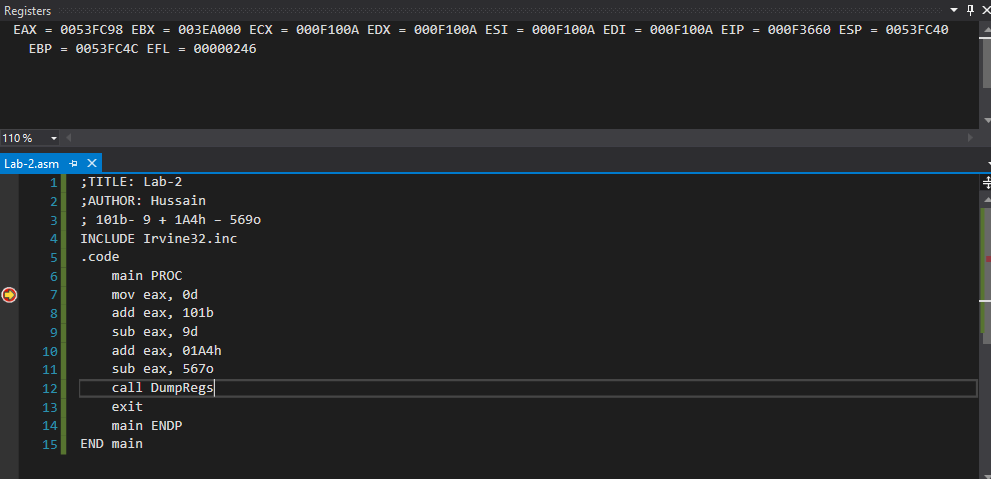 Registers
EAX = 0053FC98 EBX = 003EA000 ECX = 000F100A EDX = 000F100A ESI = 000F100A EDI = 000F100A EIP = 000F3660 ESP = 0053FC40
EBP = 0053FC4C EFL = 00000246
110 %
Lab-2.asm
1 ;TITLE: Lab-2
2 ;AUTHOR: Hussain
3 ; 101b- 9 + 1A4h – 569o
4 INCLUDE Irvine32.inc
5 .code
6 main PROC
7 mov eax, 0d
8 add eax, 101b
9 sub eax, 9d
10 add eax, 01A4h
11 sub eax, 567o
12 call DumpRegs
13 exit
14 main ENDP
15 END main